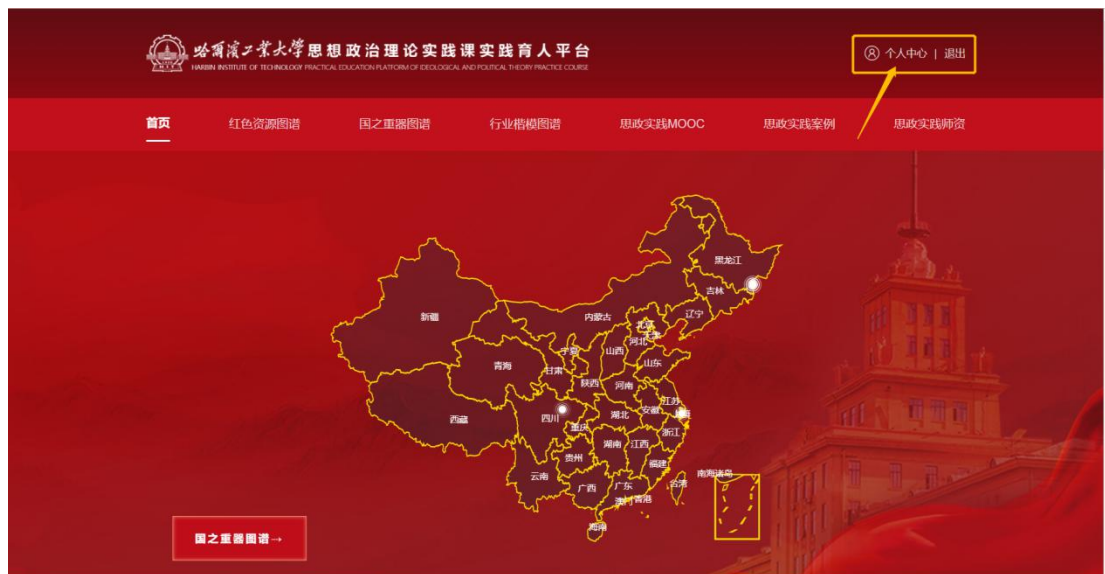 哈爾濱工業大學思想政治理论实践课实践育人平台
HARBIN INSTITUTE OF TECHNOLOGY PRACTICAL EDUCATION PLATFORM OF IDEOLOGICAL AND POLITICAL THEORY PRACTICE COURSE
个人中心 | 退出
首页 红色资源图谱 国之重器图谱 行业楷模图谱 思政实践MOOC 思政实践案例 思政实践师资
黑龙江
吉林
辽宁
新疆
内蒙古
北京
天津
河北
宁夏
山西
山东
青海
甘肃
陕西
河南
江苏
西藏
四川
湖北
安徽
重庆
浙江
湖南
江西
贵州
福建
云南
南海诸岛
广西
广东
台湾
澳门
香港
海南
国之重器图谱→